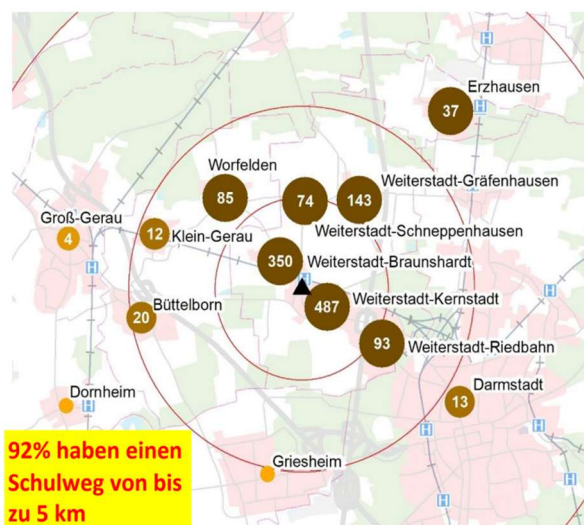 Erzhausen
37
Worfelden
85
74
143
Weiterstadt-Gräfenhausen
Weiterstadt-Schneppenhausen
Groß-Gerau
4
12
Klein-Gerau
350
Weiterstadt-Braunshardt
H
487
Weiterstadt-Kernstadt
Büttelborn
20
93
Weiterstadt-Riedbahn
Dornheim
13
Darmstadt
Griesheim
H
H
H
H
H
92% haben einen
Schulweg von bis
zu 5 km